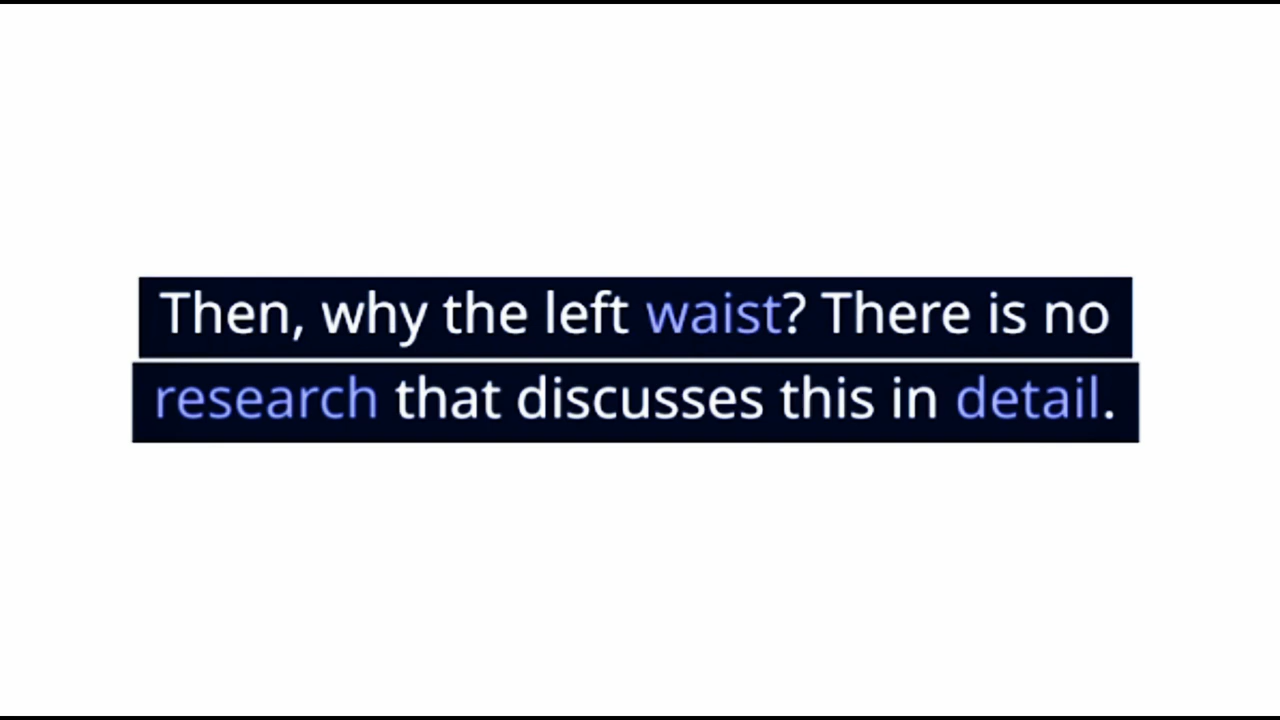 Then, why the left waist? There is no
research that discusses this in detail.